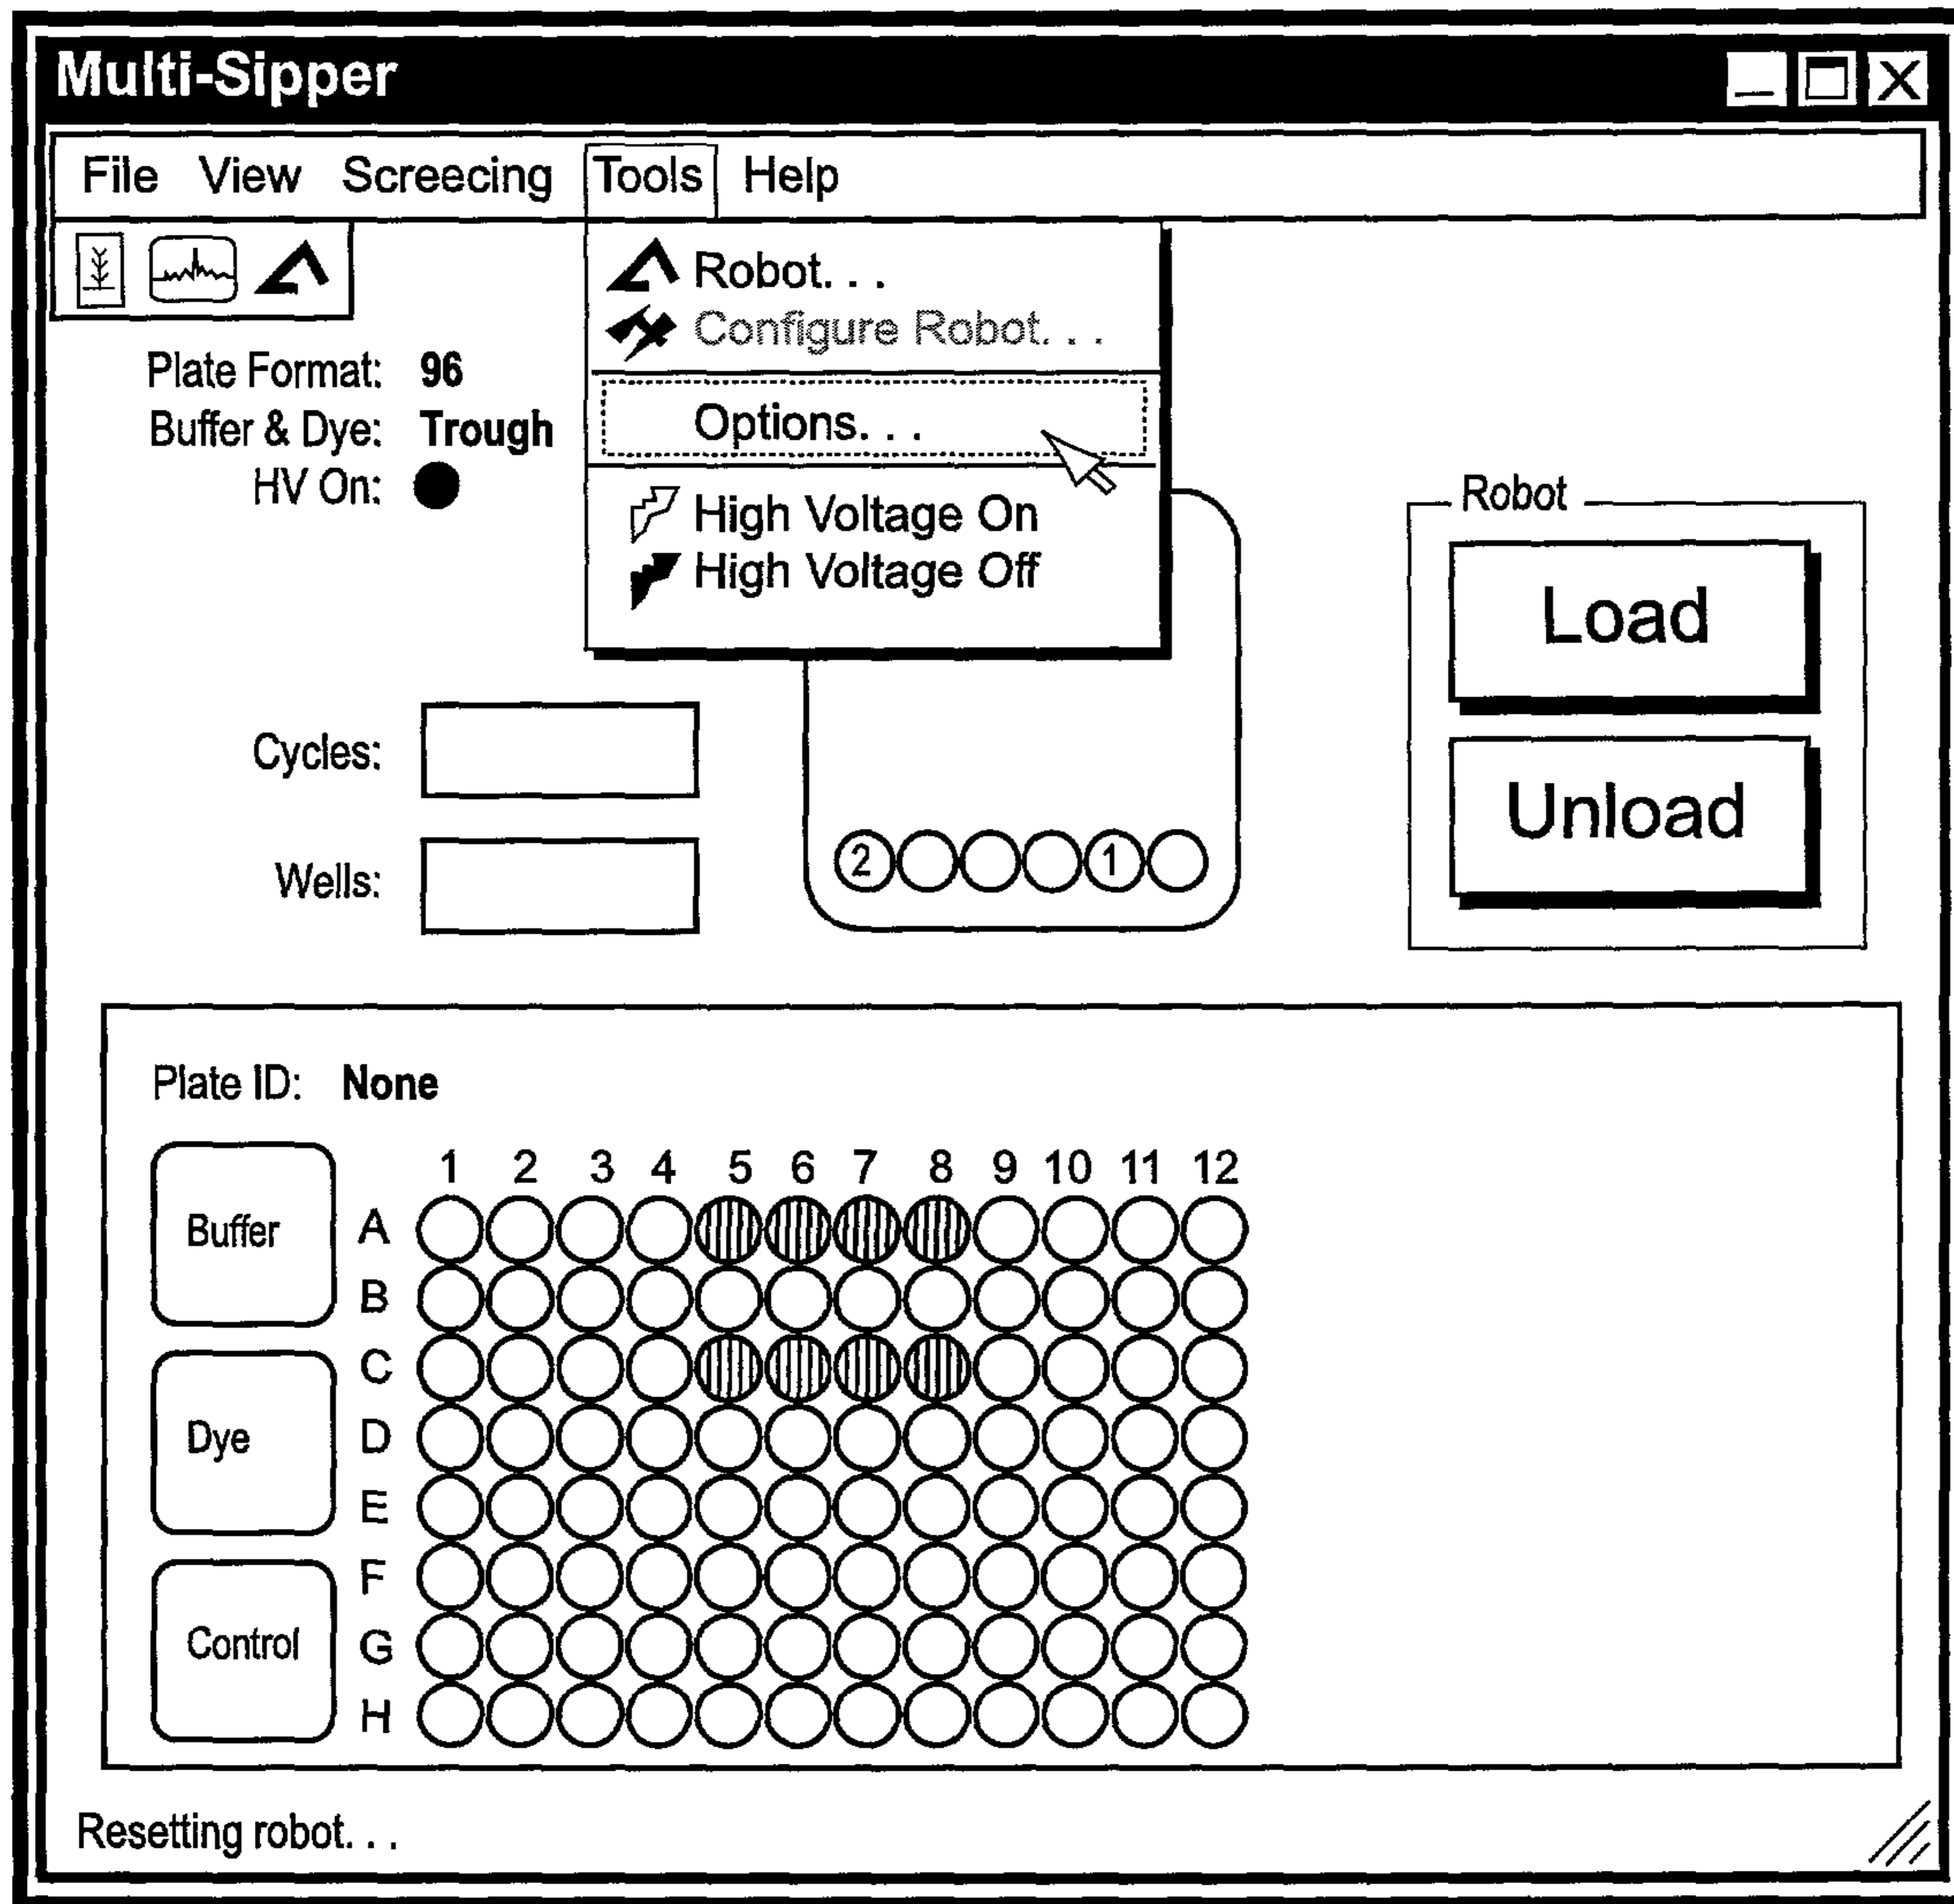 Multi-Sipper
File View Screecing Tools Help
Robot. . .
Configure Robot. . .
Options. . .
High Voltage On
High Voltage Off
Plate Format: 96
Buffer & Dye: Trough
HV On:
Robot
Load
Unload
Cycles:
Wells:
2 1
Plate ID: None
1 2 3 4 5 6 7 8 9 10 11 12
Buffer
Dye
Control
A
B
C
D
E
F
G
H
Resetting robot. . .